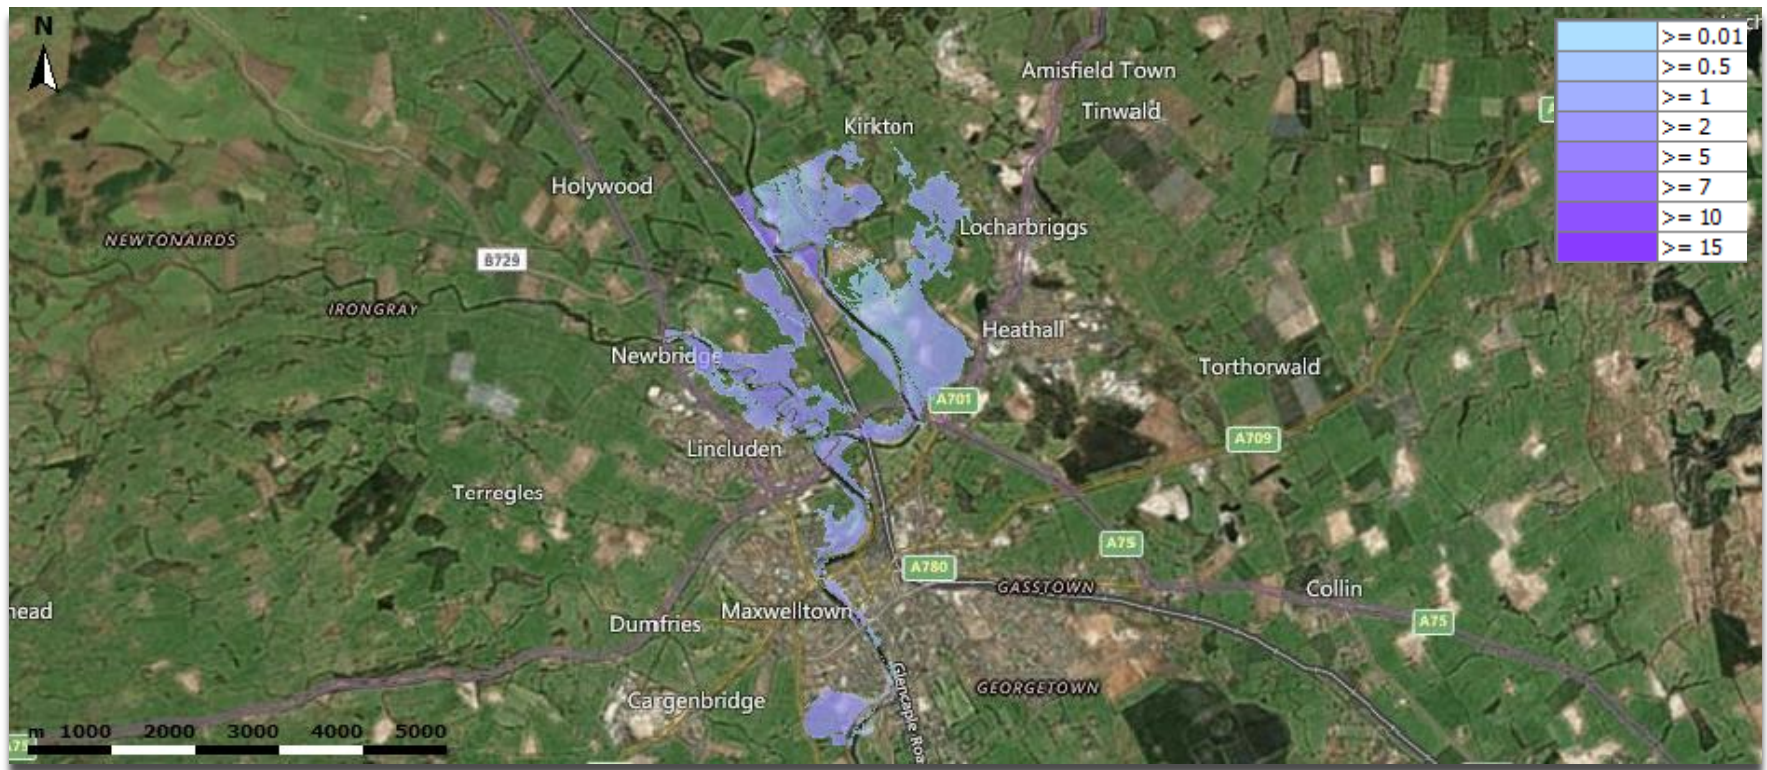 N
>= 0.01
>= 0.5
>= 1
>= 2
>= 5
>= 7
>= 10
>= 15
Amisfield Town
Tinwald
Kirkton
Holywood
Locharbriggs
NEWTONAIRDS
B729
IRONGRAY
Heathall
Newbridge
Torthorwald
A701
A709
Lincluden
Terregles
A75
A780
GASSTOWN
Collin
head
Maxwelltown
Dumfries
A75
Glencaple Roa
GEORGETOWN
Cargenbridge
m 1000 2000 3000 4000 5000
A75